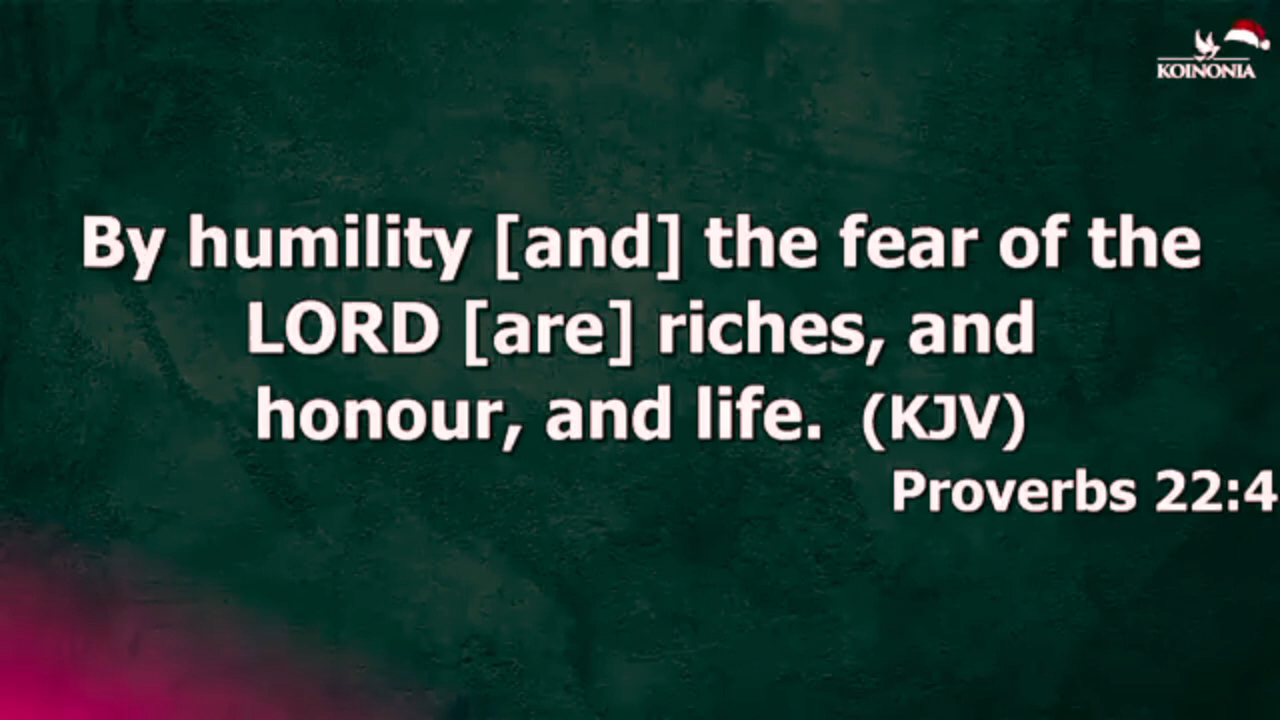 KOINONIA
By humility [and] the fear of the
LORD [are] riches, and
honour, and life. (KJV)
Proverbs 22:4